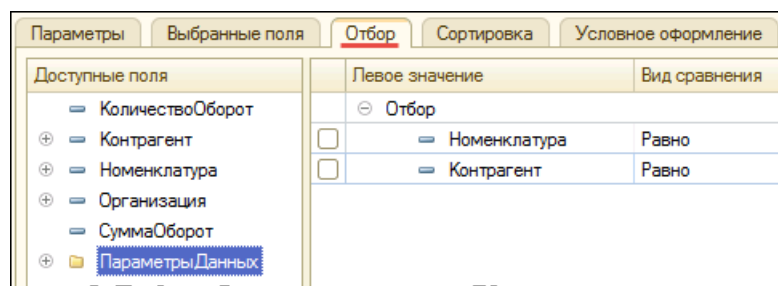 Параметры Выбранные поля Отбор Сортировка Условное оформление
Доступные поля
КоличествоОборот
Контрагент
Номенклатура
Организация
СуммаОборот
ПараметрыДанных
Левое значение Вид сравнения
Отбор
Номенклатура Равно
Контрагент Равно